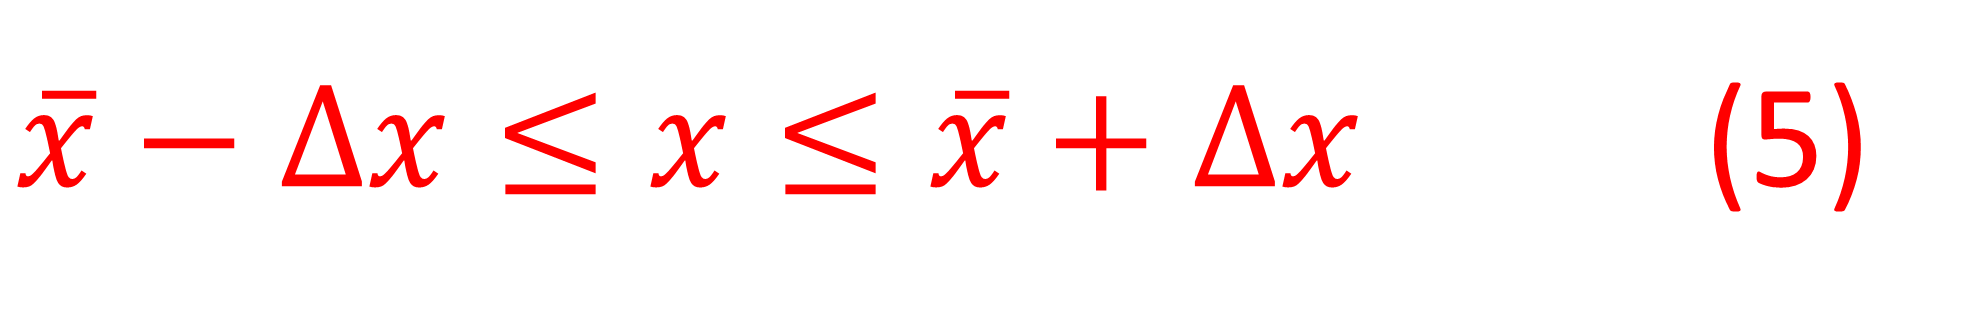 x̄ − Δx ≤ x ≤ x̄ + Δx (5)